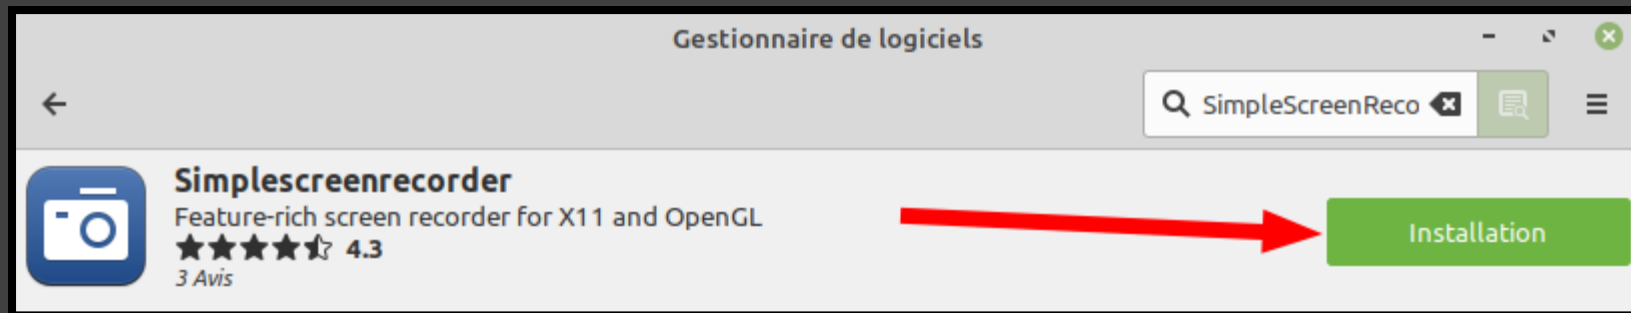 Gestionnaire de logiciels
SimpleScreenReco
Simplescreenrecorder
Feature-rich screen recorder for X11 and OpenGL
4.3
3 Avis
Installation